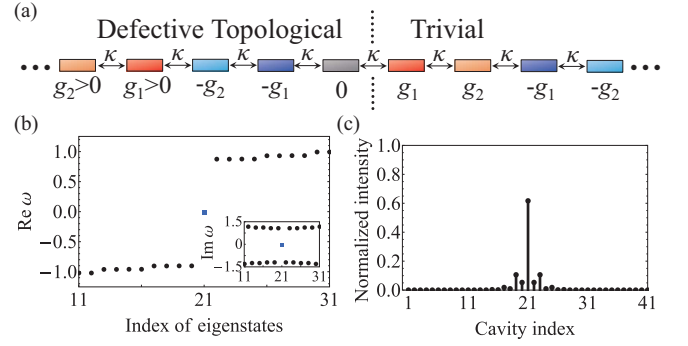 (a)
Defective Topological Trivial
κ κ κ κ κ κ κ κ
g₂>0 g₁>0 -g₂ -g₁ 0 g₁ g₂ -g₁ -g₂
(b) (c)
Re ω
1.0
0.5
0.0
−0.5
−1.0
11 21 31
Index of eigenstates
Im ω
1.5
0
−1.5
11 21 31
Normalized intensity
1.0
0.8
0.6
0.4
0.2
0.0
1 11 21 31 41
Cavity index